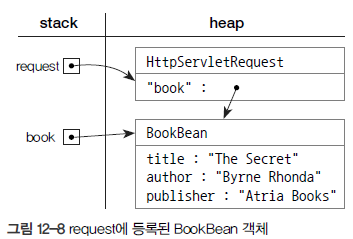 stack heap
request
HttpServletRequest
"book" :
book
BookBean
title : "The Secret"
author : "Byrne Rhonda"
publisher : "Atria Books"
그림 12-8 request에 등록된 BookBean 객체